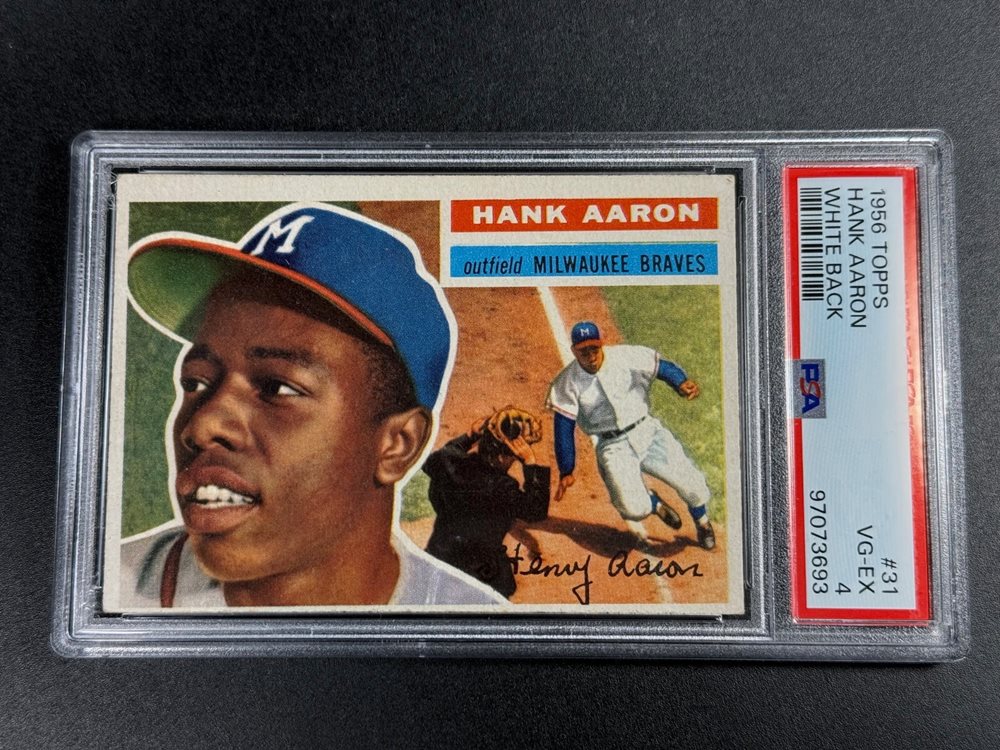 M
HANK AARON
outfield MILWAUKEE BRAVES
M
Henry Aaron
1956 TOPPS
HANK AARON
WHITE BACK
#31
VG-EX
4
97073693
PSA